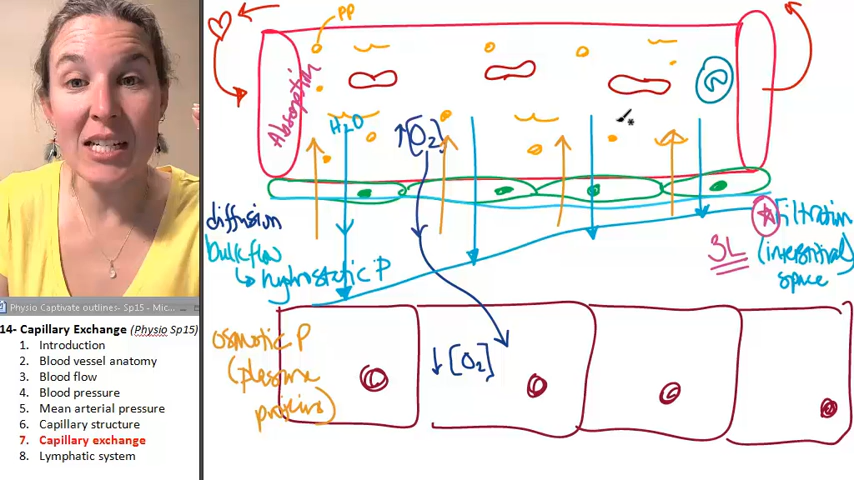 PP
Absorption
H2O
↑[O2]
diffusion
bulk flow
↳ hydrostatic P
Filtration
3L
(interstitial
space
osmotic P
(plasma
proteins)
↓[O2]
Physio Captivate outlines- Sp15 - Mic...
14- Capillary Exchange (Physio Sp15)
1. Introduction
2. Blood vessel anatomy
3. Blood flow
4. Blood pressure
5. Mean arterial pressure
6. Capillary structure
7. Capillary exchange
8. Lymphatic system